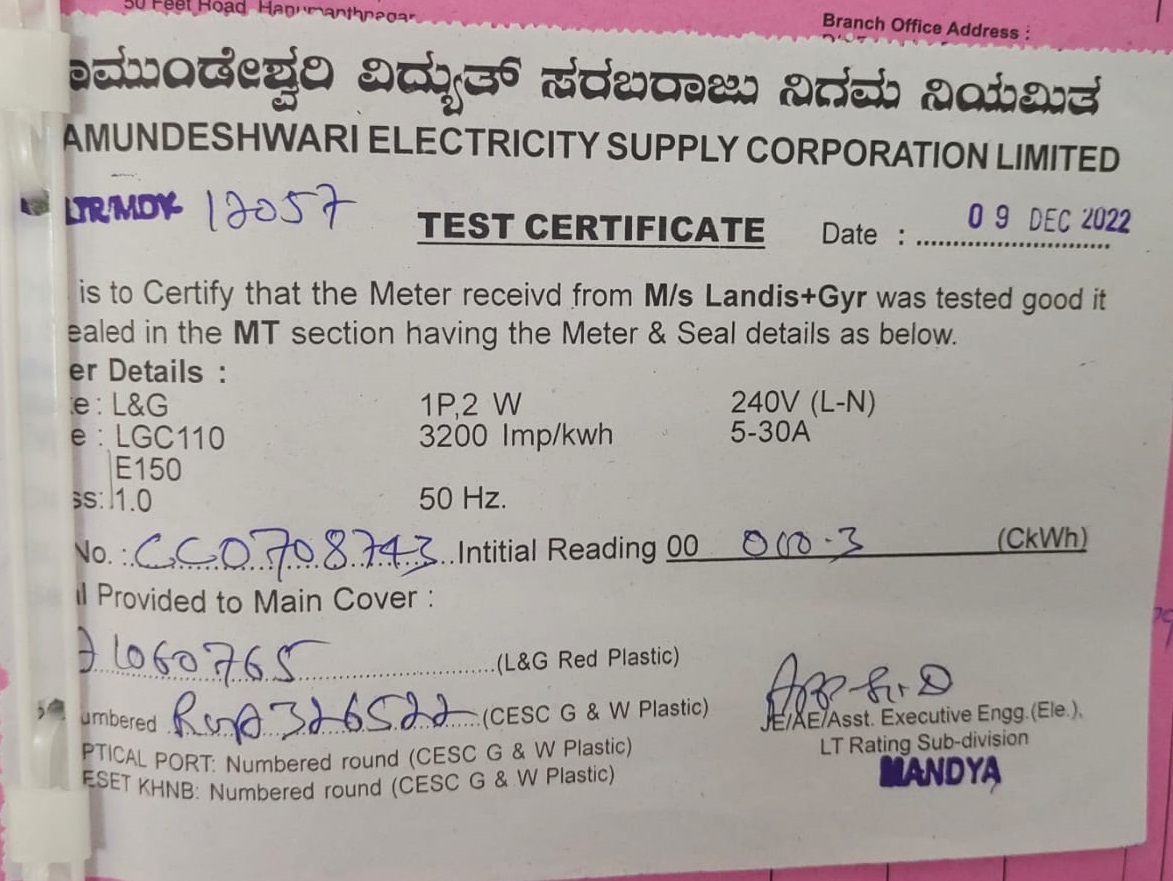 50 Feet Road, Hanumanthnagar
Branch Office Address :
ಾಮುಂಡೇಶ್ವರಿ ವಿದ್ಯುತ್ ಸರಬರಾಜು ನಿಗಮ ನಿಯಮಿತ
AMUNDESHWARI ELECTRICITY SUPPLY CORPORATION LIMITED
LTR/MDY 12057
TEST CERTIFICATE Date : 09 DEC 2022
is to Certify that the Meter receivd from M/s Landis+Gyr was tested good it
ealed in the MT section having the Meter & Seal details as below.
er Details :
e : L&G 1P,2 W 240V (L-N)
e : LGC110 3200 Imp/kwh 5-30A
E150
ss: 1.0 50 Hz.
No. : CC0708743 Intitial Reading 00 010.3 (CkWh)
l Provided to Main Cover :
1060765 (L&G Red Plastic)
umbered 326522 (CESC G & W Plastic)
JE/AE/Asst. Executive Engg.(Ele.),
PTICAL PORT: Numbered round (CESC G & W Plastic)
LT Rating Sub-division
ESET KHNB: Numbered round (CESC G & W Plastic)
MANDYA